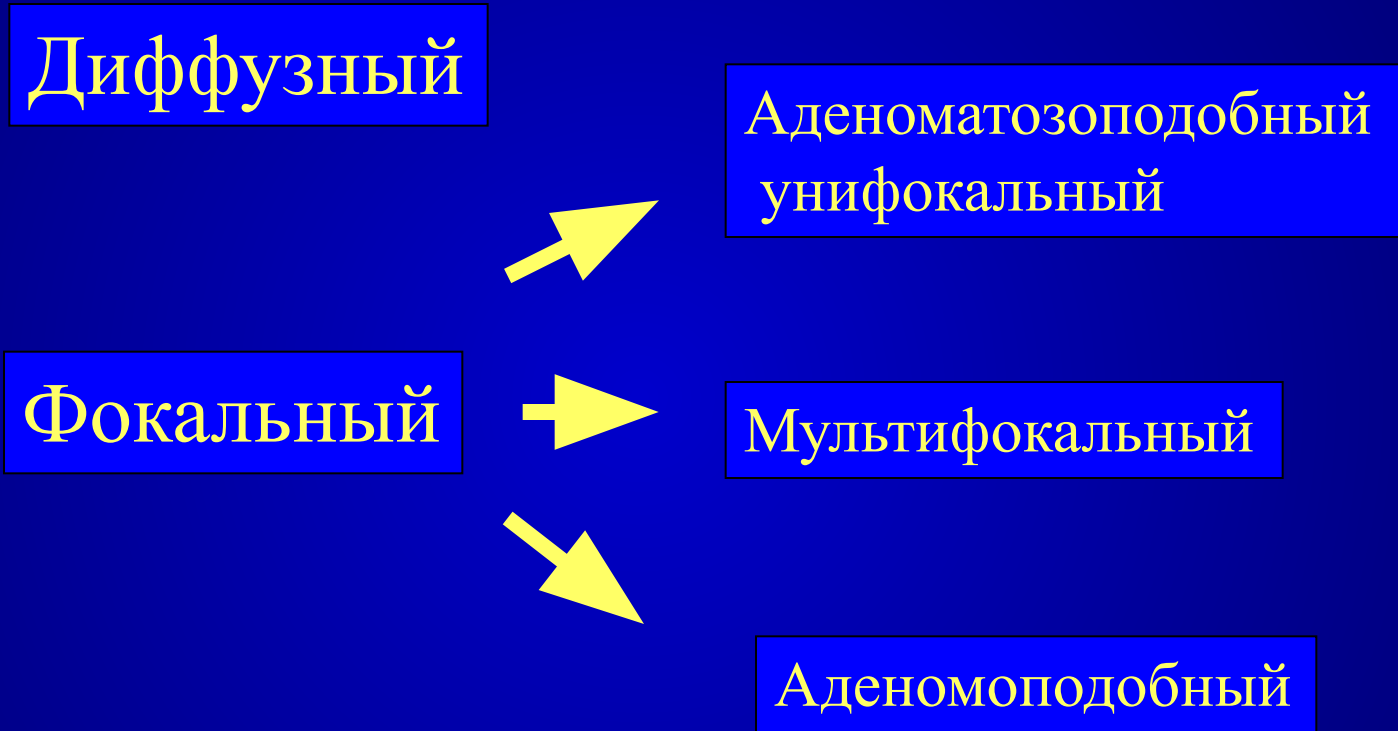 Диффузный
Аденоматозоподобный
унифокальный
Фокальный
Мультифокальный
Аденомоподобный